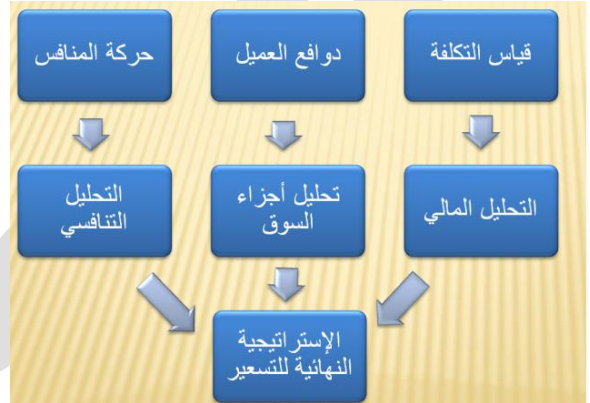 قياس التكلفة
دوافع العميل
حركة المنافس
التحليل المالي
تحليل أجزاء
السوق
التحليل
التنافسي
الإستراتيجية
النهائية للتسعير